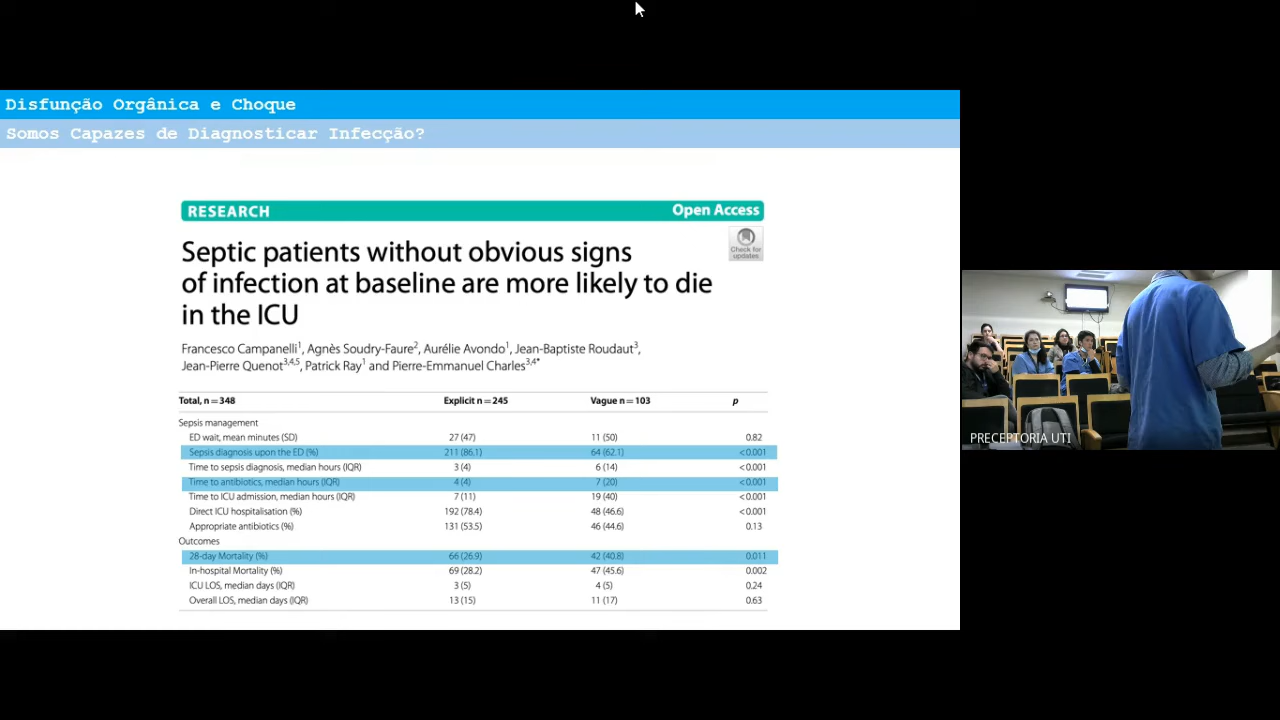 Disfunção Orgânica e Choque
Somos Capazes de Diagnosticar Infecção?
RESEARCH Open Access
Check for
updates
Septic patients without obvious signs
of infection at baseline are more likely to die
in the ICU
Francesco Campanelli1, Agnès Soudry-Faure2, Aurélie Avondo1, Jean-Baptiste Roudaut3,
Jean-Pierre Quenot3,4,5, Patrick Ray1 and Pierre-Emmanuel Charles3,4*
Total, n = 348 Explicit n = 245 Vague n = 103 p
Sepsis management
ED wait, mean minutes (SD) 27 (47) 11 (50) 0.82
Sepsis diagnosis upon the ED (%) 211 (86.1) 64 (62.1) <0.001
Time to sepsis diagnosis, median hours (IQR) 3 (4) 6 (14) <0.001
Time to antibiotics, median hours (IQR) 4 (4) 7 (20) <0.001
Time to ICU admission, median hours (IQR) 7 (11) 19 (40) <0.001
Direct ICU hospitalisation (%) 192 (78.4) 48 (46.6) <0.001
Appropriate antibiotics (%) 131 (53.5) 46 (44.6) 0.13
Outcomes
28-day Mortality (%) 66 (26.9) 42 (40.8) 0.011
In-hospital Mortality (%) 69 (28.2) 47 (45.6) 0.002
ICU LOS, median days (IQR) 3 (5) 4 (5) 0.24
Overall LOS, median days (IQR) 13 (15) 11 (17) 0.63
PRECEPTORIA UTI